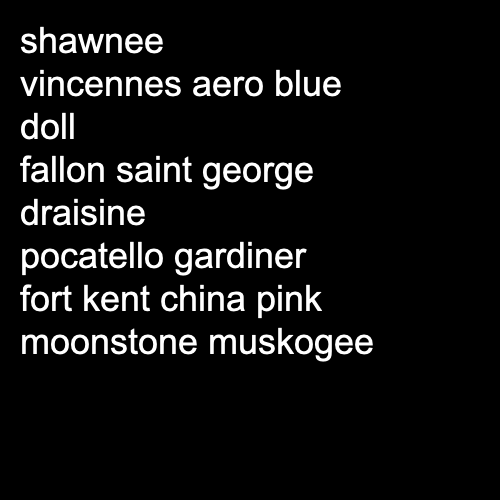 shawnee
vincennes aero blue
doll
fallon saint george
draisine
pocatello gardiner
fort kent china pink
moonstone muskogee